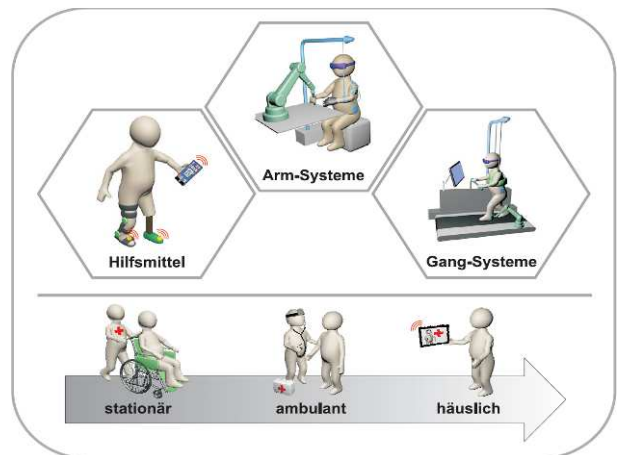 Arm-Systeme
Hilfsmittel
Gang-Systeme
stationär
ambulant
häuslich